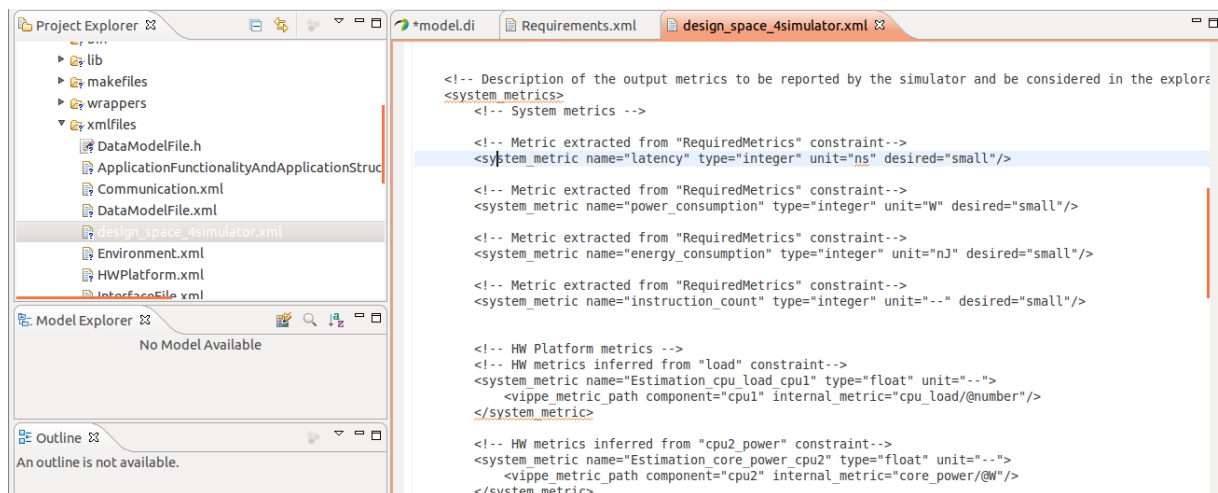 Project Explorer
bin
lib
makefiles
wrappers
xmlfiles
DataModelFile.h
ApplicationFunctionalityAndApplicationStruc
Communication.xml
DataModelFile.xml
design_space_4simulator.xml
Environment.xml
HWPlatform.xml
InterfaceFile.xml
Model Explorer
No Model Available
Outline
An outline is not available.
*model.di
Requirements.xml
design_space_4simulator.xml
<!-- Description of the output metrics to be reported by the simulator and be considered in the explora
<system_metrics>
<!-- System metrics -->
<!-- Metric extracted from "RequiredMetrics" constraint-->
<system_metric name="latency" type="integer" unit="ns" desired="small"/>
<!-- Metric extracted from "RequiredMetrics" constraint-->
<system_metric name="power_consumption" type="integer" unit="W" desired="small"/>
<!-- Metric extracted from "RequiredMetrics" constraint-->
<system_metric name="energy_consumption" type="integer" unit="nJ" desired="small"/>
<!-- Metric extracted from "RequiredMetrics" constraint-->
<system_metric name="instruction_count" type="integer" unit="--" desired="small"/>
<!-- HW Platform metrics -->
<!-- HW metrics inferred from "load" constraint-->
<system_metric name="Estimation_cpu_load_cpu1" type="float" unit="--">
<vippe_metric_path component="cpu1" internal_metric="cpu_load/@number"/>
</system_metric>
<!-- HW metrics inferred from "cpu2_power" constraint-->
<system_metric name="Estimation_core_power_cpu2" type="float" unit="--">
<vippe_metric_path component="cpu2" internal_metric="core_power/@W"/>
</system_metric>